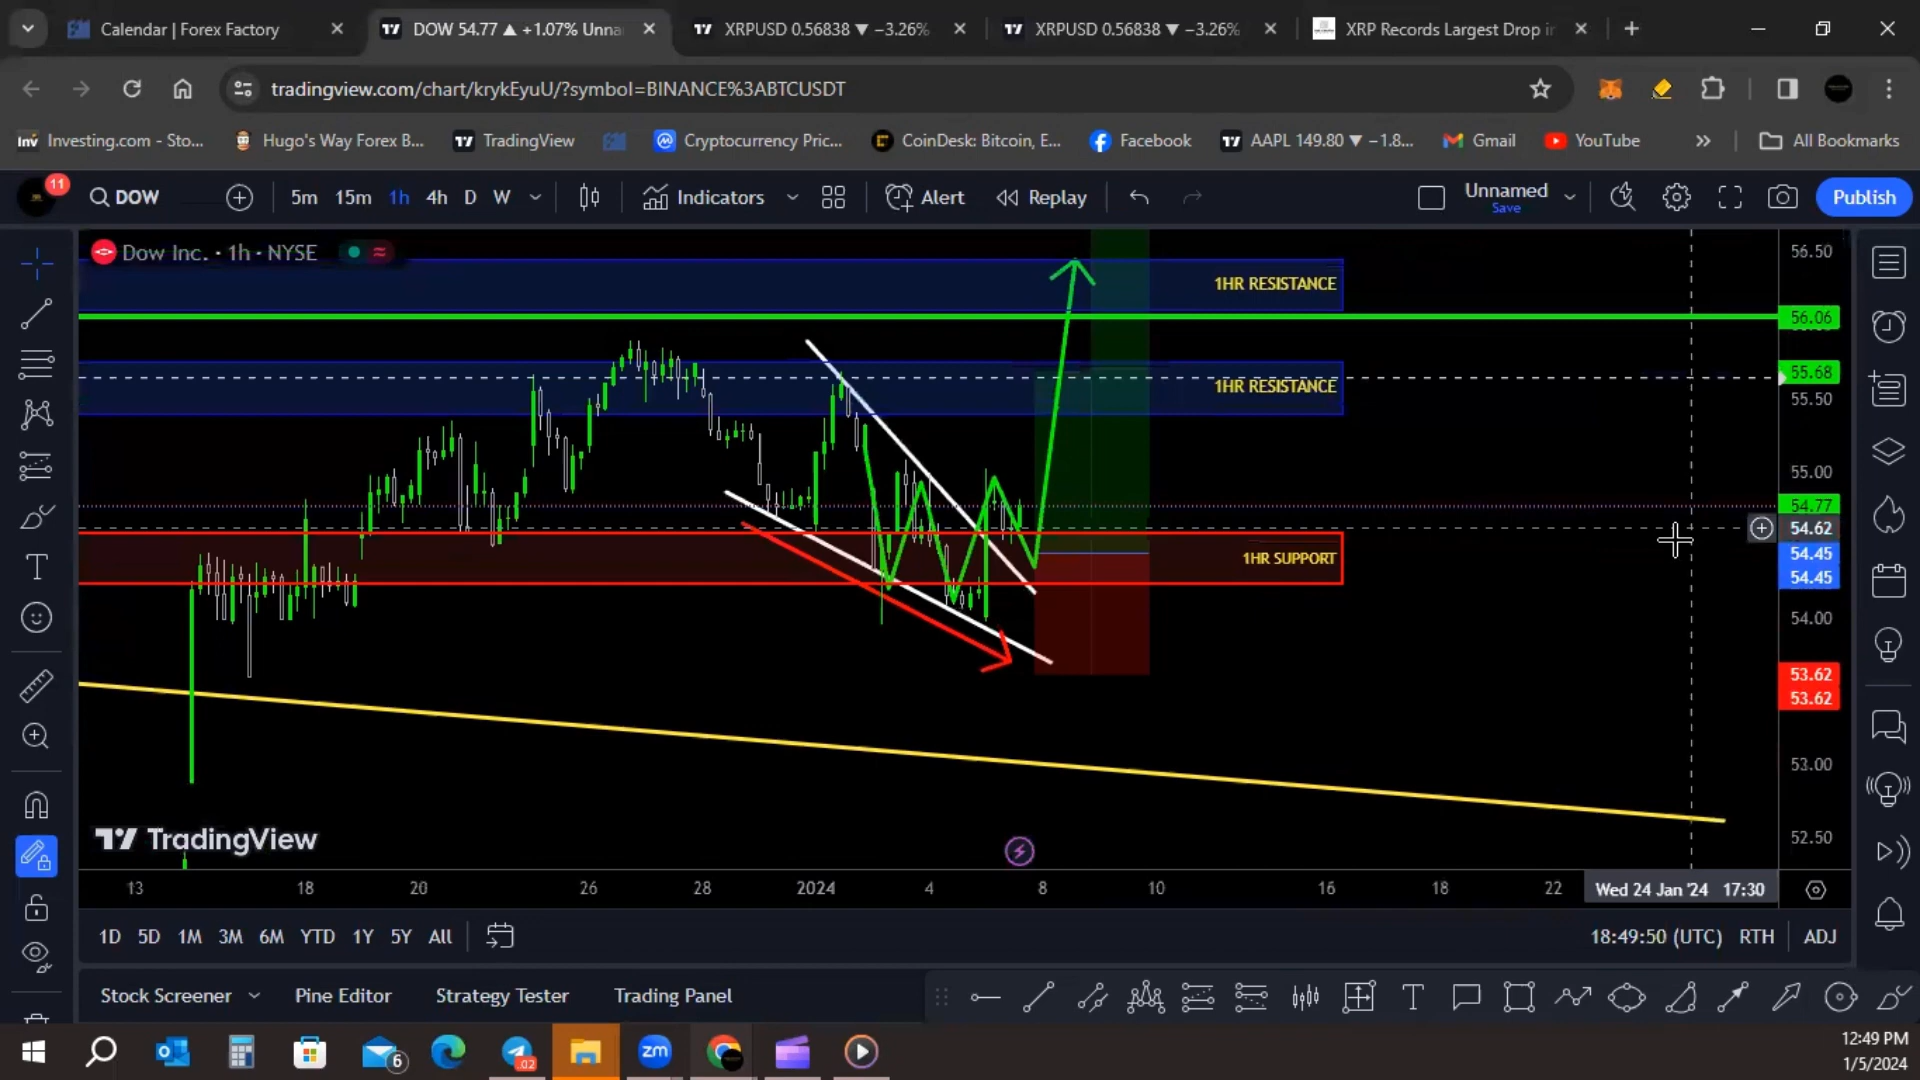 Calendar | Forex Factory
DOW 54.77 ▲ +1.07% Unna
XRPUSD 0.56838 ▼ −3.26%
XRPUSD 0.56838 ▼ −3.26%
XRP Records Largest Drop in
tradingview.com/chart/krykEyuU/?symbol=BINANCE%3ABTCUSDT
Inv Investing.com - Sto...
Hugo's Way Forex B...
TradingView
Cryptocurrency Pric...
CoinDesk: Bitcoin, E...
Facebook
AAPL 149.80 ▼ −1.8...
Gmail
YouTube
All Bookmarks
11
DOW
5m 15m 1h 4h D W
Indicators
Alert
Replay
Unnamed
Save
Publish
Dow Inc. · 1h · NYSE
1HR RESISTANCE
1HR RESISTANCE
1HR SUPPORT
56.50
56.06
55.68
55.50
55.00
54.77
54.62
54.45
54.45
54.00
53.62
53.62
53.00
52.50
TradingView
13 18 20 26 28 2024 4 8 10 16 18 22
Wed 24 Jan '24 17:30
1D 5D 1M 3M 6M YTD 1Y 5Y All
18:49:50 (UTC) RTH ADJ
Stock Screener
Pine Editor
Strategy Tester
Trading Panel
6
02
zm
12:49 PM
1/5/2024